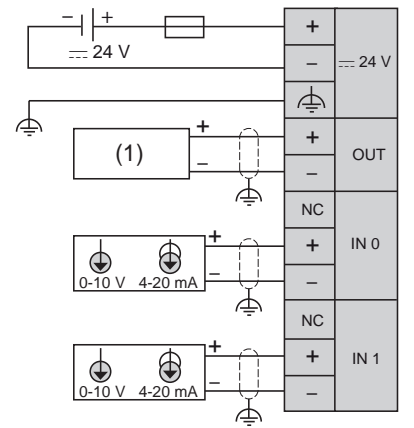 − +
+
⎓ 24 V
−
⎓ 24 V
+
(1)
+
OUT
−
−
NC
+
+
IN 0
0-10 V 4-20 mA
−
−
NC
+
+
IN 1
0-10 V 4-20 mA
−
−